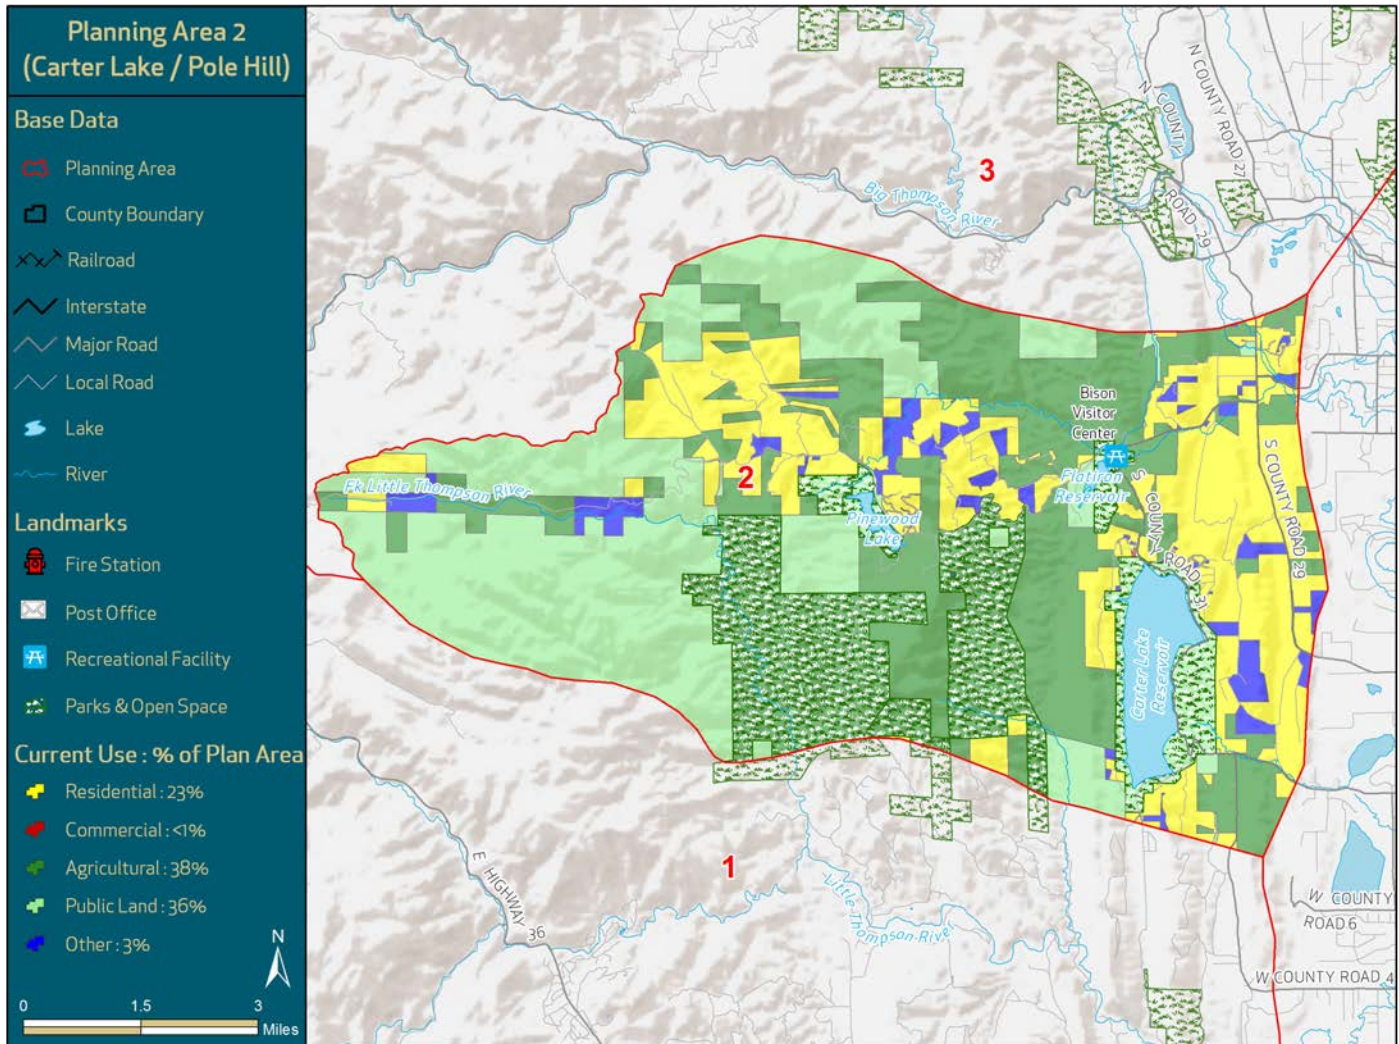 Planning Area 2
(Carter Lake / Pole Hill)
Base Data
Planning Area
County Boundary
Railroad
Interstate
Major Road
Local Road
Lake
River
Landmarks
Fire Station
Post Office
Recreational Facility
Parks & Open Space
Current Use : % of Plan Area
Residential : 23%
Commercial : <1%
Agricultural : 38%
Public Land : 36%
Other : 3%
N
0 1.5 3
Miles
N COUNTY ROAD 27
N COUNTY
ROAD 29
3
Big Thompson River
Bison
Visitor
Center
2
Fk Little Thompson River
Flatiron
Reservoir
Pinewood
Lake
S COUNTY ROAD 31
S COUNTY ROAD 29
Carter Lake
Reservoir
1
E HIGHWAY 36
Little Thompson River
W COUNTY
ROAD 6
W COUNTY ROAD 4